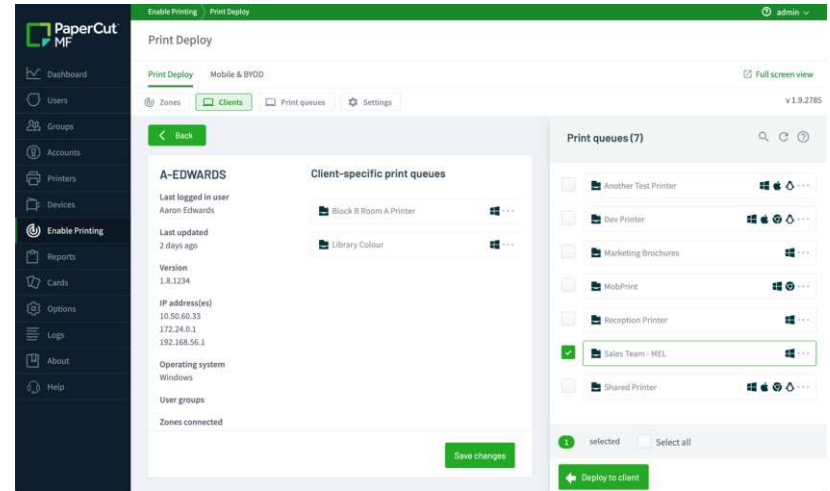 PaperCut
MF
Dashboard
Users
Groups
Accounts
Printers
Devices
Enable Printing
Reports
Cards
Options
Logs
About
Help
Enable Printing Print Deploy
admin
Print Deploy
Print Deploy Mobile & BYOD
Full screen view
Zones Clients Print queues Settings
v 1.9.2785
Back
A-EDWARDS
Last logged in user
Aaron Edwards
Last updated
2 days ago
Version
1.8.1234
IP address(es)
10.50.60.33
172.24.0.1
192.168.56.1
Operating system
Windows
User groups
Zones connected
Client-specific print queues
Block B Room A Printer
Library Colour
Save changes
Print queues (7)
Another Test Printer
Dev Printer
Marketing Brochures
MobPrint
Reception Printer
Sales Team - MEL
Shared Printer
1 selected Select all
Deploy to client